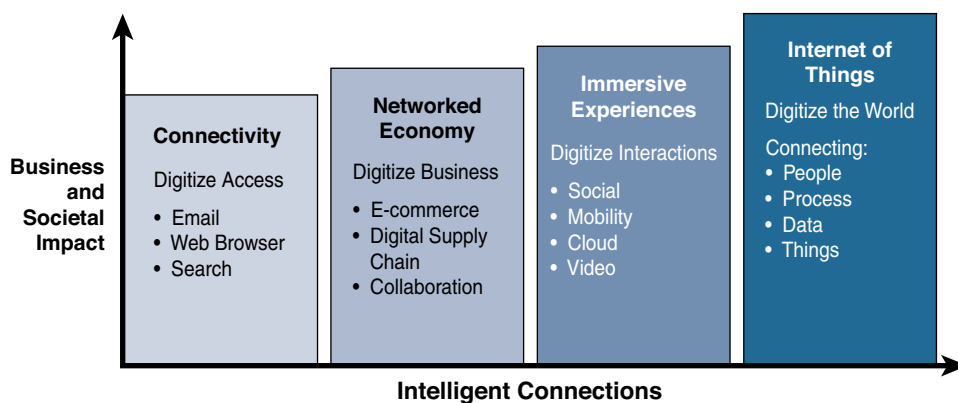 Business
and
Societal
Impact
Connectivity
Digitize Access
• Email
• Web Browser
• Search
Networked
Economy
Digitize Business
• E-commerce
• Digital Supply
Chain
• Collaboration
Immersive
Experiences
Digitize Interactions
• Social
• Mobility
• Cloud
• Video
Internet of
Things
Digitize the World
Connecting:
• People
• Process
• Data
• Things
Intelligent Connections